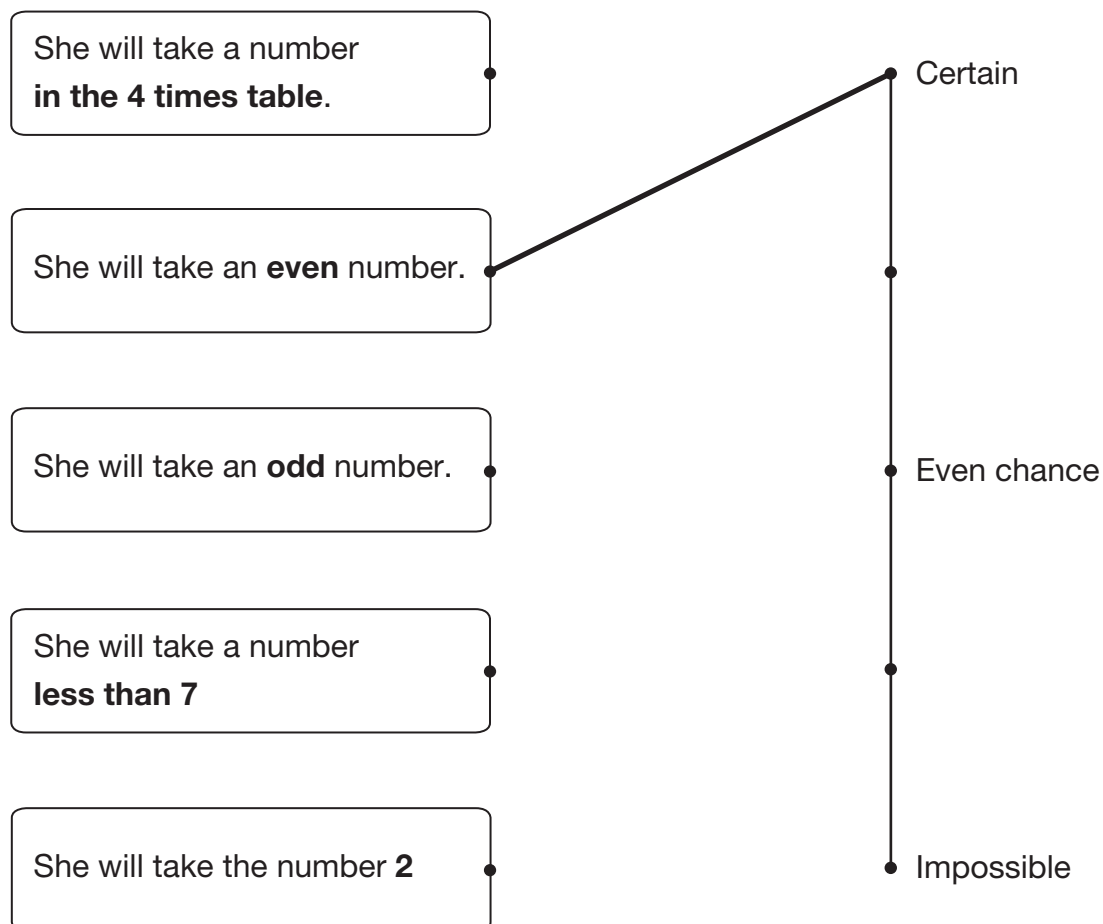 She will take a number
in the 4 times table.
Certain
She will take an even number.
She will take an odd number.
Even chance
She will take a number
less than 7
She will take the number 2
Impossible